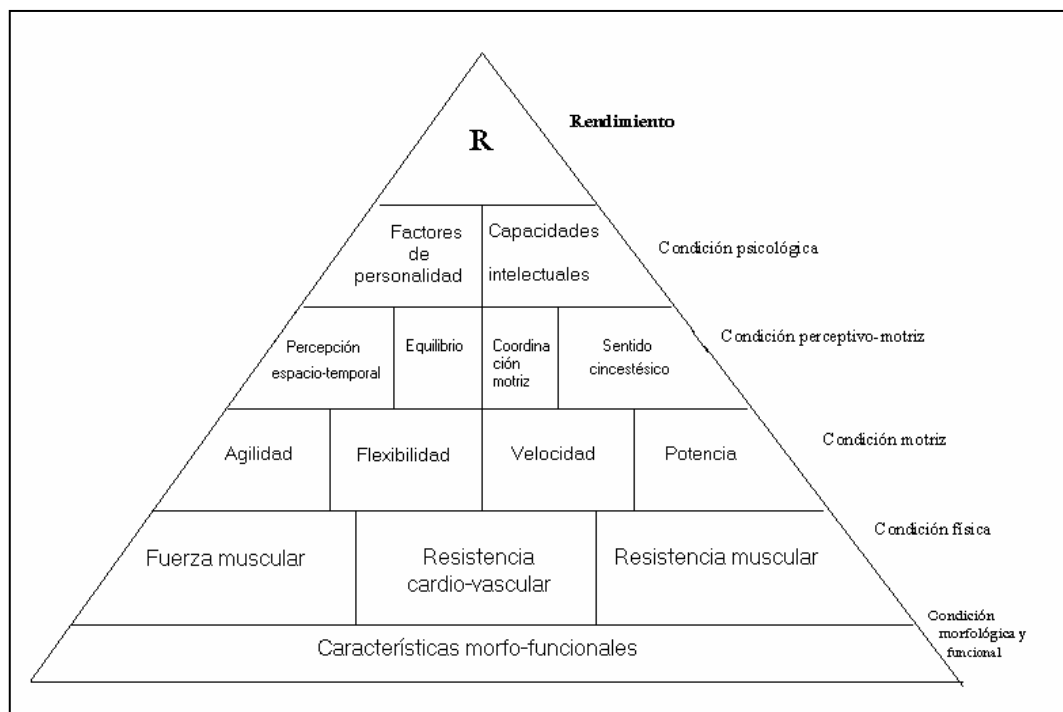 R
Rendimiento
Factores
de
personalidad
Capacidades
intelectuales
Condición psicológica
Percepción
espacio-temporal
Equilibrio
Coordina
ción
motriz
Sentido
cincestésico
Condición perceptivo-motriz
Agilidad
Flexibilidad
Velocidad
Potencia
Condición motriz
Fuerza muscular
Resistencia
cardio-vascular
Resistencia muscular
Condición física
Características morfo-funcionales
Condición
morfológica y
funcional